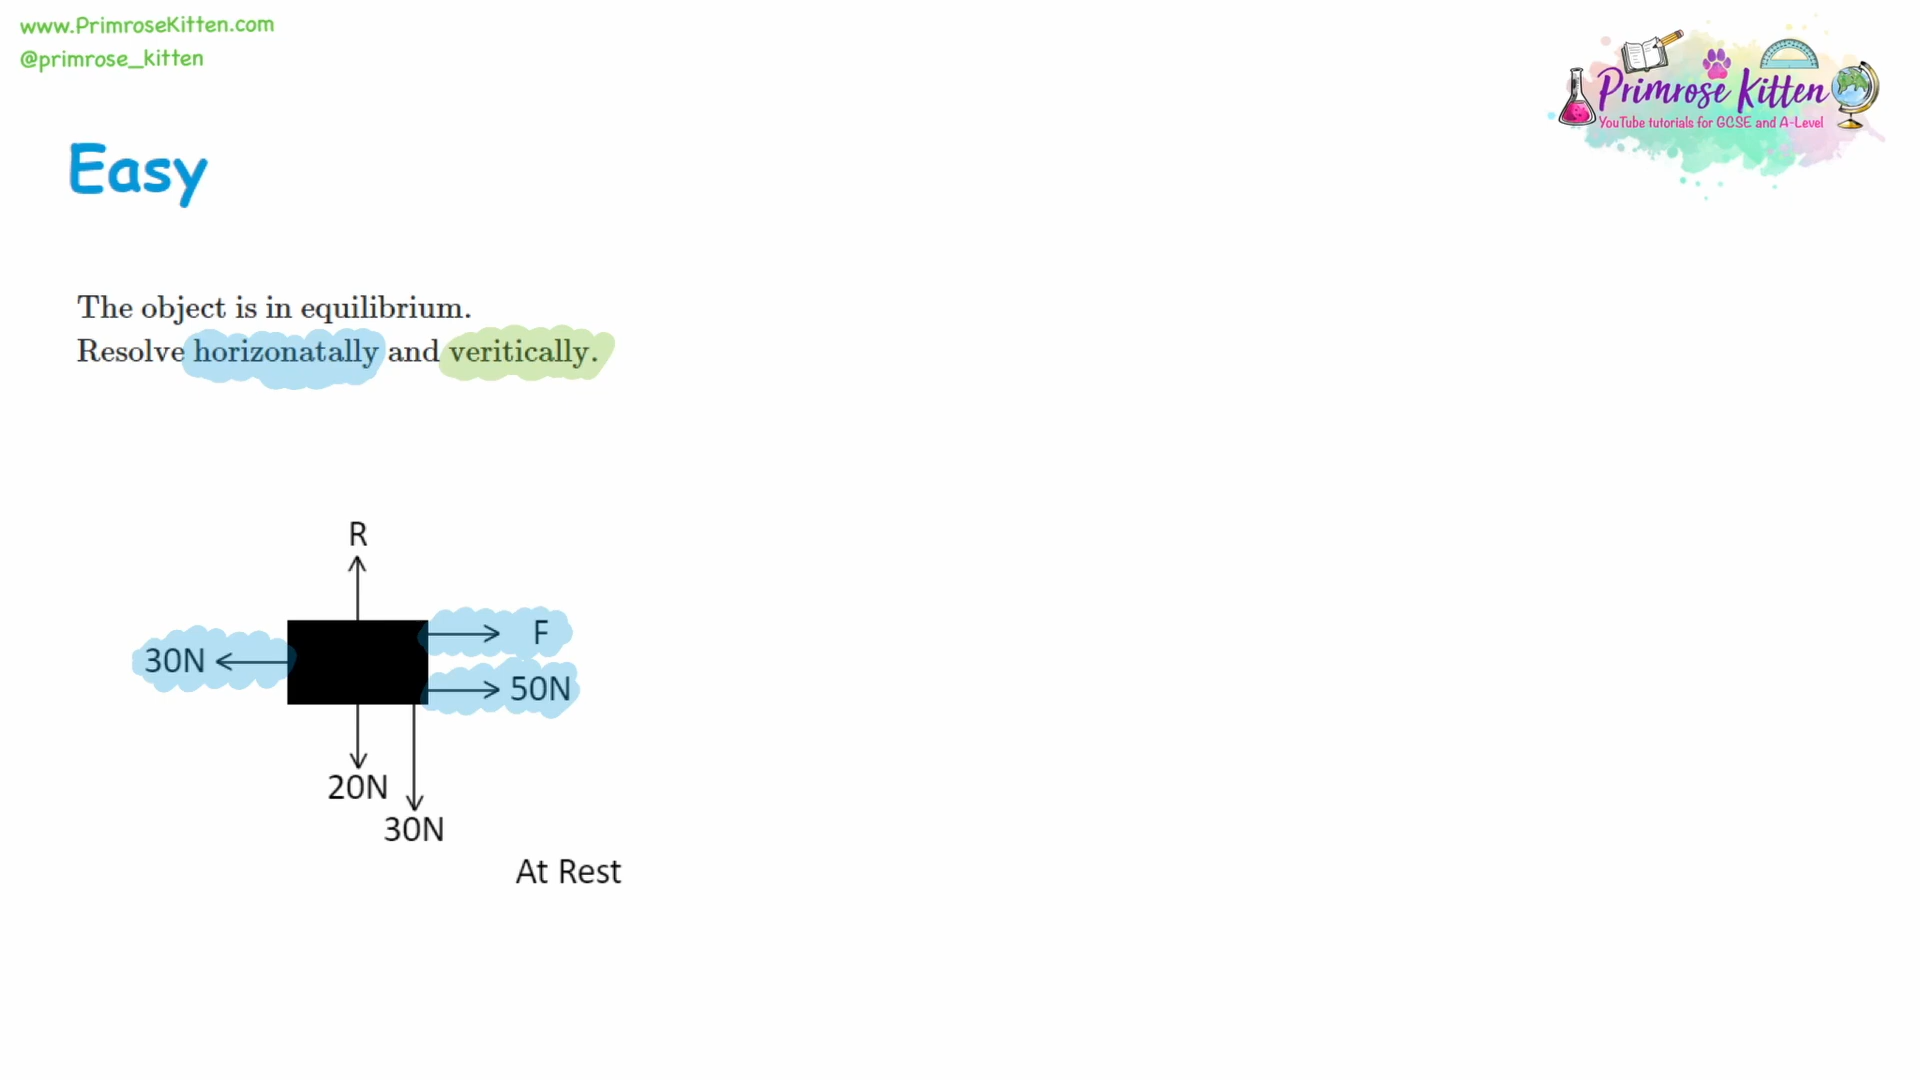 www.PrimroseKitten.com
@primrose_kitten
Primrose Kitten
YouTube tutorials for GCSE and A-Level
Easy
The object is in equilibrium.
Resolve horizonatally and veritically.
R
F
30N
50N
20N
30N
At Rest